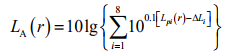 L_A(r) = 10lg{∑_{i=1}^{8} 10^{0.1[L_{pi}(r)-ΔL_i]}}